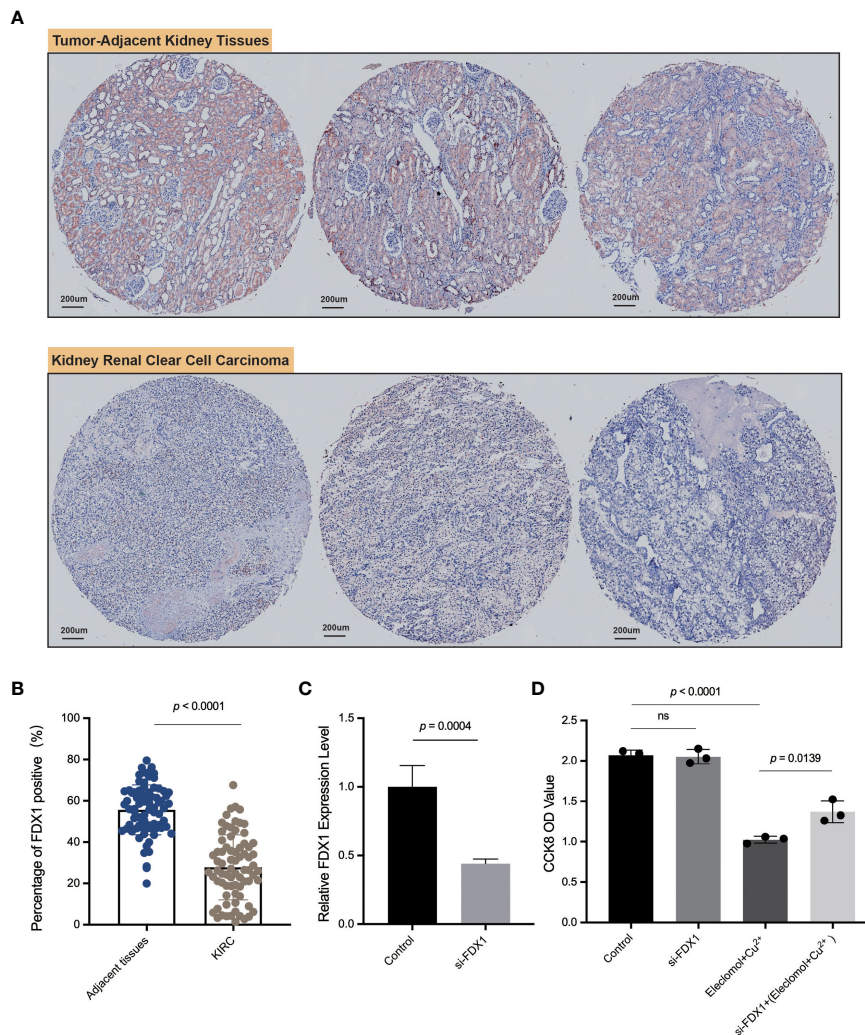 A
Tumor-Adjacent Kidney Tissues
200um
200um
200um
Kidney Renal Clear Cell Carcinoma
200um
200um
200um
B
p < 0.0001
Percentage of FDX1 positive (%)
100
80
60
40
20
0
Adjacent tissues
KIRC
C
p = 0.0004
Relative FDX1 Expression Level
1.5
1.0
0.5
0.0
Control
si-FDX1
D
p < 0.0001
ns
p = 0.0139
CCK8 OD Value
2.5
2.0
1.5
1.0
0.5
0.0
Control
si-FDX1
Eleclomol+Cu²⁺
si-FDX1+(Eleclomol+Cu²⁺)